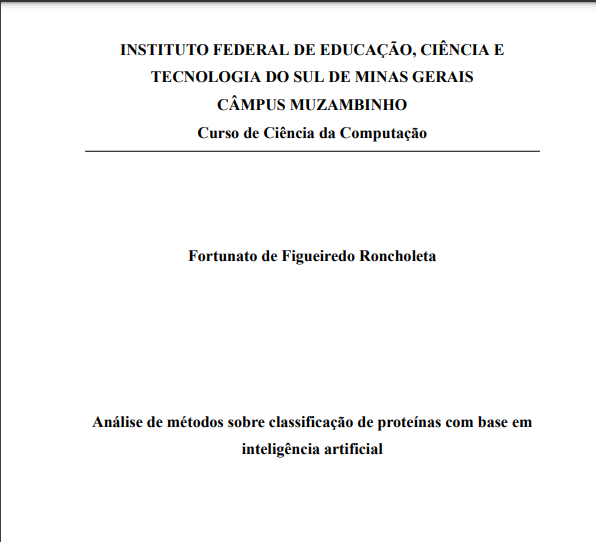 INSTITUTO FEDERAL DE EDUCAÇÃO, CIÊNCIA E
TECNOLOGIA DO SUL DE MINAS GERAIS
CÂMPUS MUZAMBINHO
Curso de Ciência da Computação
Fortunato de Figueiredo Roncholeta
Análise de métodos sobre classificação de proteínas com base em
inteligência artificial